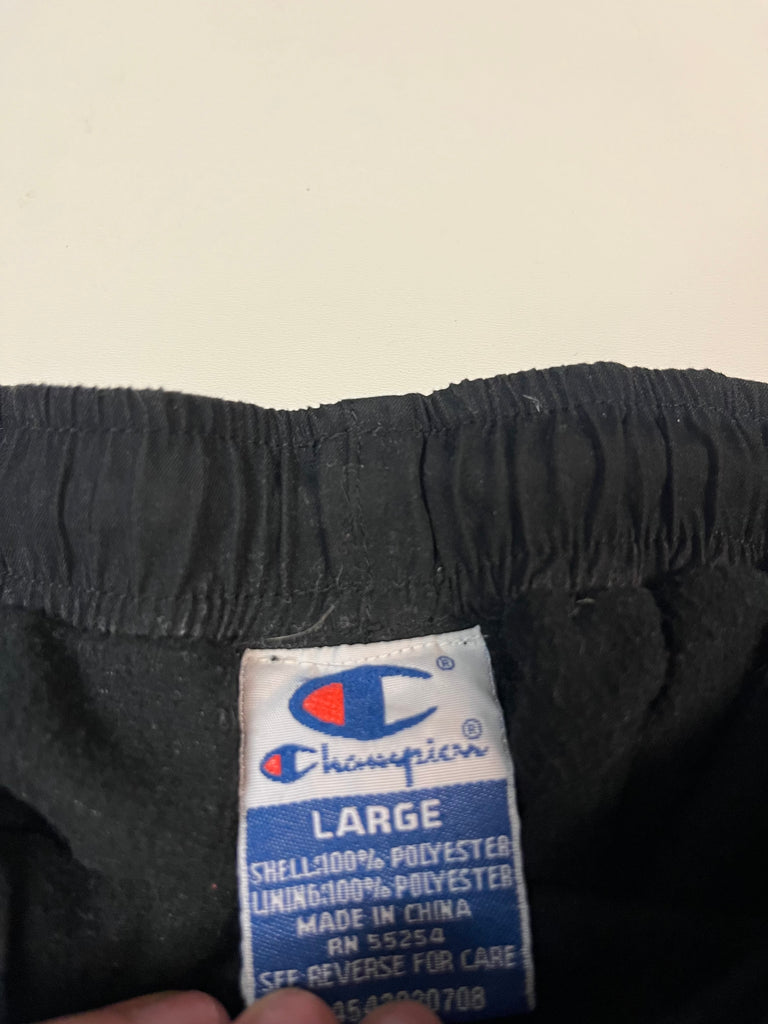 ®
Champion®
LARGE
SHELL:100% POLYESTER
LINING:100% POLYESTER
MADE IN CHINA
RN 55254
SEE REVERSE FOR CARE